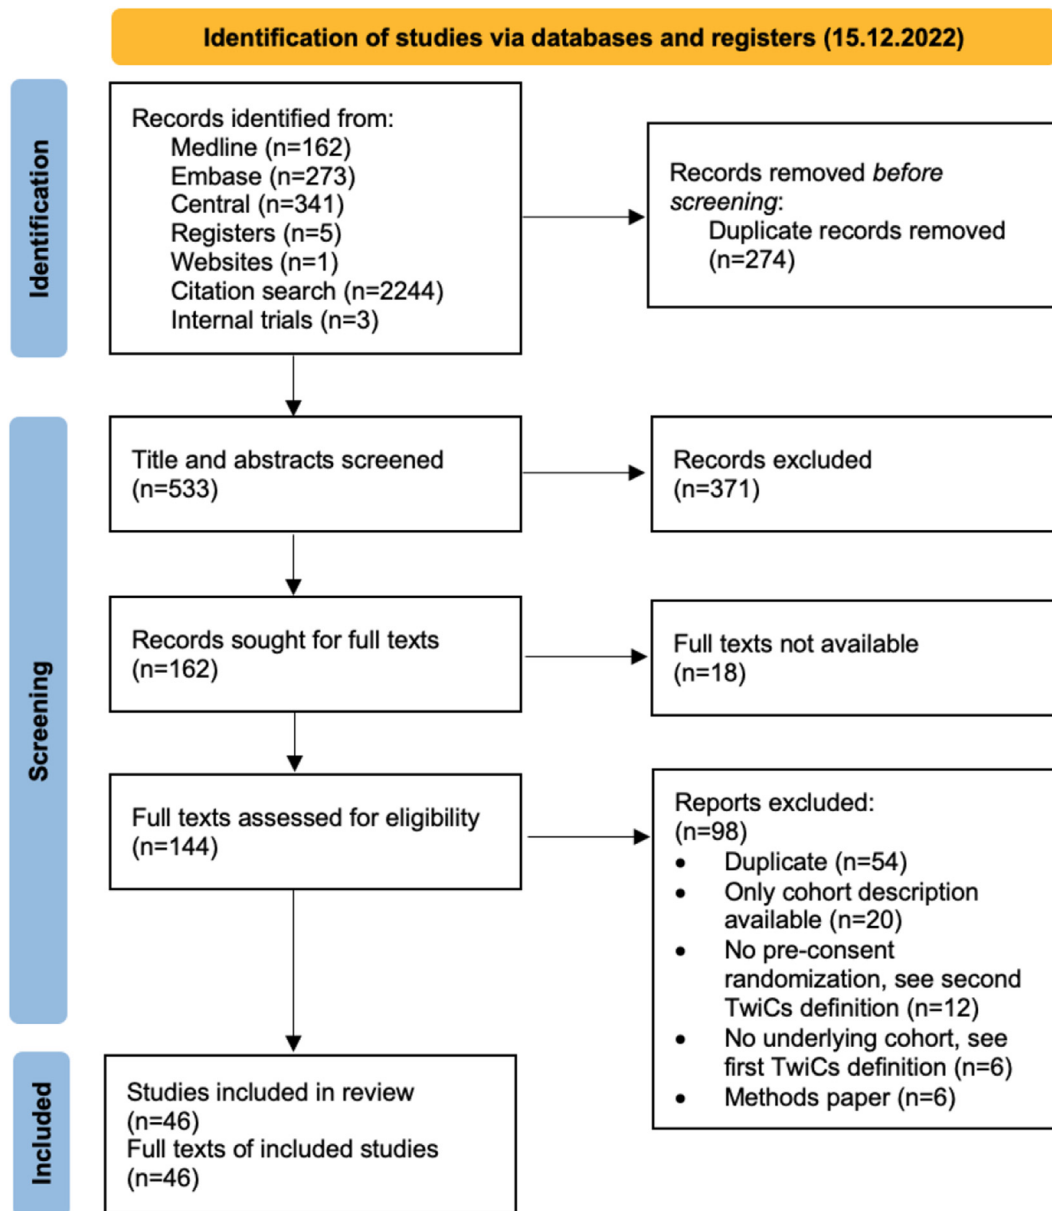 Identification of studies via databases and registers (15.12.2022)
Identification
Records identified from:
Medline (n=162)
Embase (n=273)
Central (n=341)
Registers (n=5)
Websites (n=1)
Citation search (n=2244)
Internal trials (n=3)
Records removed before
screening:
Duplicate records removed
(n=274)
Screening
Title and abstracts screened
(n=533)
Records excluded
(n=371)
Records sought for full texts
(n=162)
Full texts not available
(n=18)
Full texts assessed for eligibility
(n=144)
Reports excluded:
(n=98)
• Duplicate (n=54)
• Only cohort description
available (n=20)
• No pre-consent
randomization, see second
TwiCs definition (n=12)
• No underlying cohort, see
first TwiCs definition (n=6)
• Methods paper (n=6)
Included
Studies included in review
(n=46)
Full texts of included studies
(n=46)